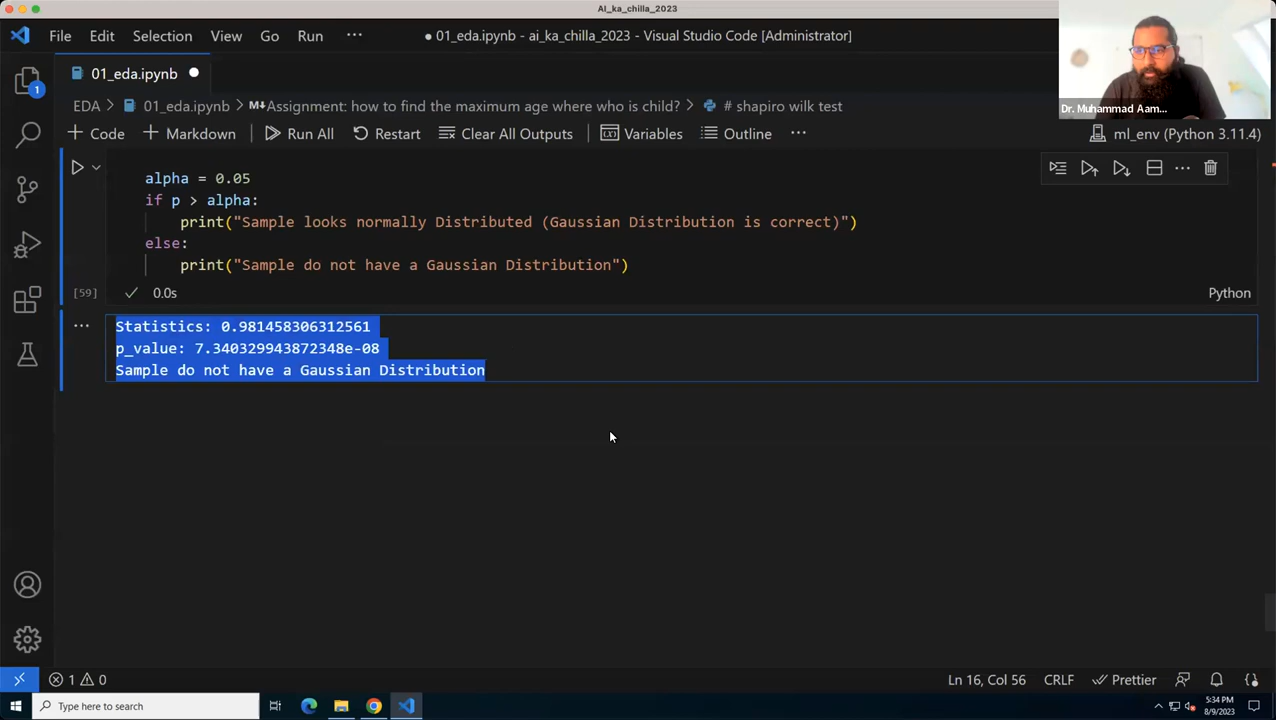 AI_ka_chilla_2023
File Edit Selection View Go Run ···
01_eda.ipynb - ai_ka_chilla_2023 - Visual Studio Code [Administrator]
Dr. Muhammad Aam...
1
01_eda.ipynb
EDA > 01_eda.ipynb > M↓Assignment: how to find the maximum age where who is child? > # shapiro wilk test
+ Code + Markdown Run All Restart Clear All Outputs Variables Outline ··· ml_env (Python 3.11.4)
alpha = 0.05
if p > alpha:
print("Sample looks normally Distributed (Gaussian Distribution is correct)")
else:
print("Sample do not have a Gaussian Distribution")
[59] 0.0s Python
Statistics: 0.981458306312561
p_value: 7.340329943872348e-08
Sample do not have a Gaussian Distribution
1 0 Ln 16, Col 56 CRLF Prettier
Type here to search
5:34 PM
8/9/2023